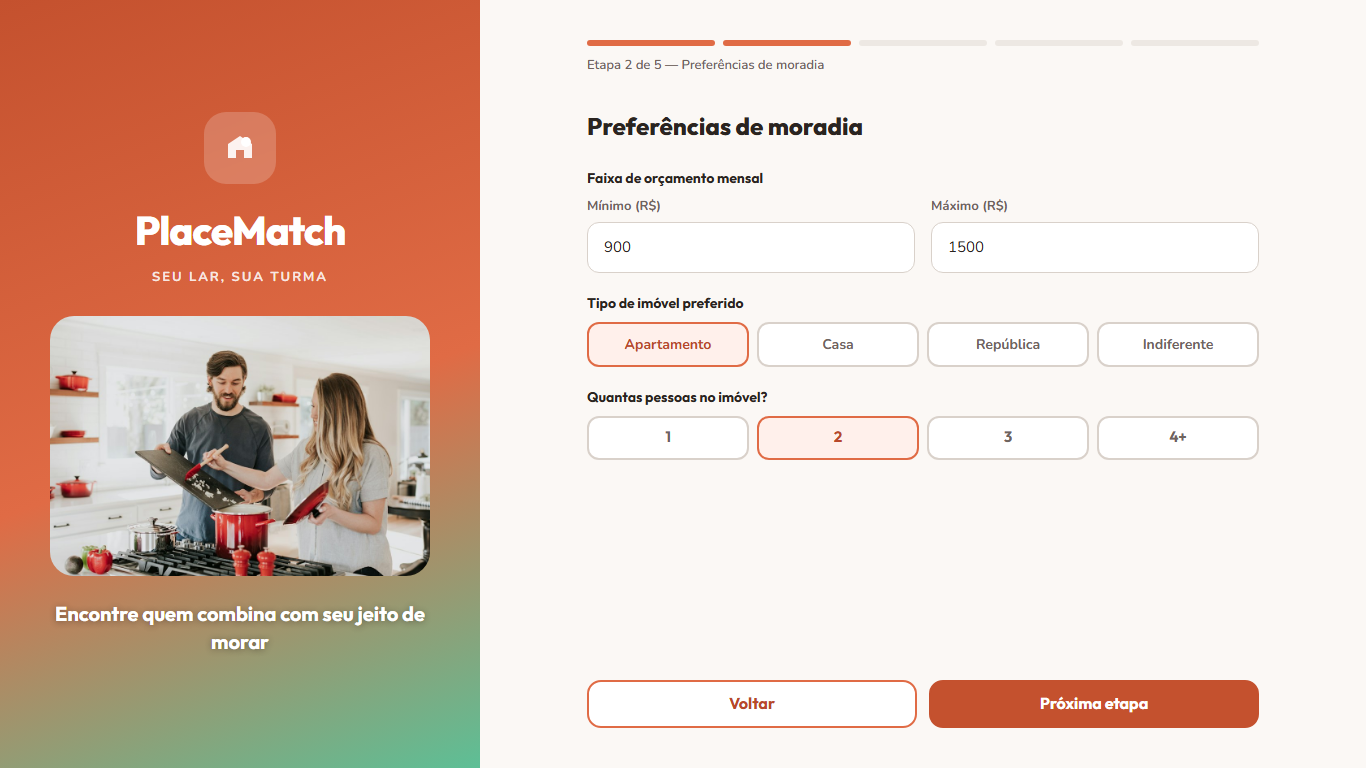 PlaceMatch
SEU LAR, SUA TURMA
Encontre quem combina com seu jeito de
morar
Etapa 2 de 5 — Preferências de moradia
Preferências de moradia
Faixa de orçamento mensal
Mínimo (R$)
Máximo (R$)
900
1500
Tipo de imóvel preferido
Apartamento
Casa
República
Indiferente
Quantas pessoas no imóvel?
1
2
3
4+
Voltar
Próxima etapa